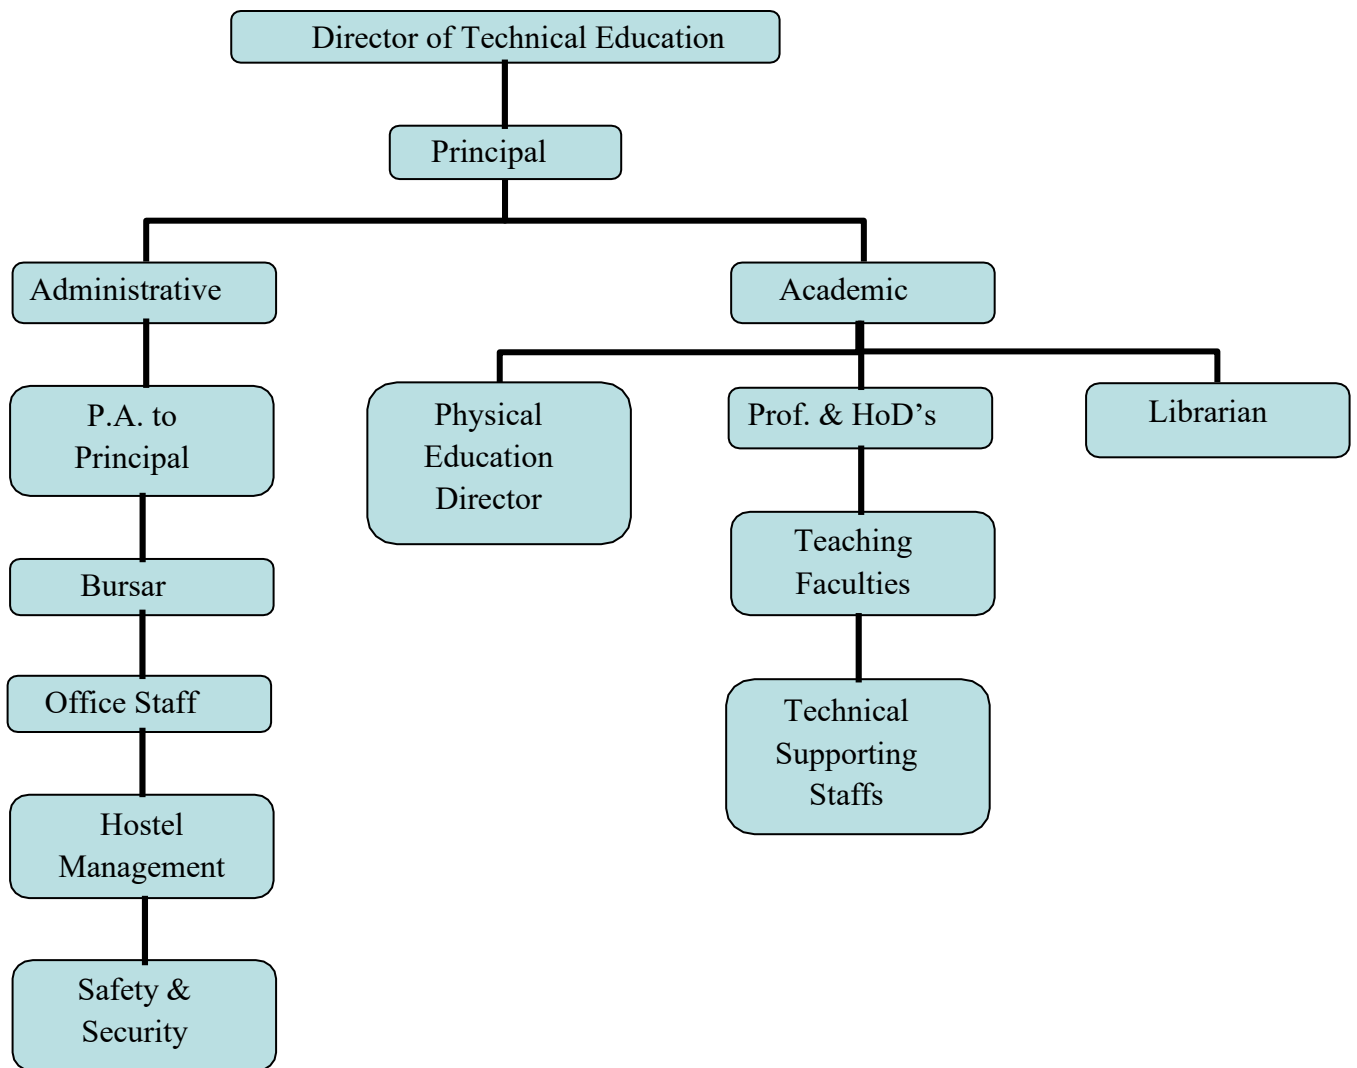 Director of Technical Education
Principal
Administrative
Academic
P.A. to
Principal
Physical
Education
Director
Prof. & HoD’s
Librarian
Teaching
Faculties
Bursar
Office Staff
Technical
Supporting
Staffs
Hostel
Management
Safety &
Security